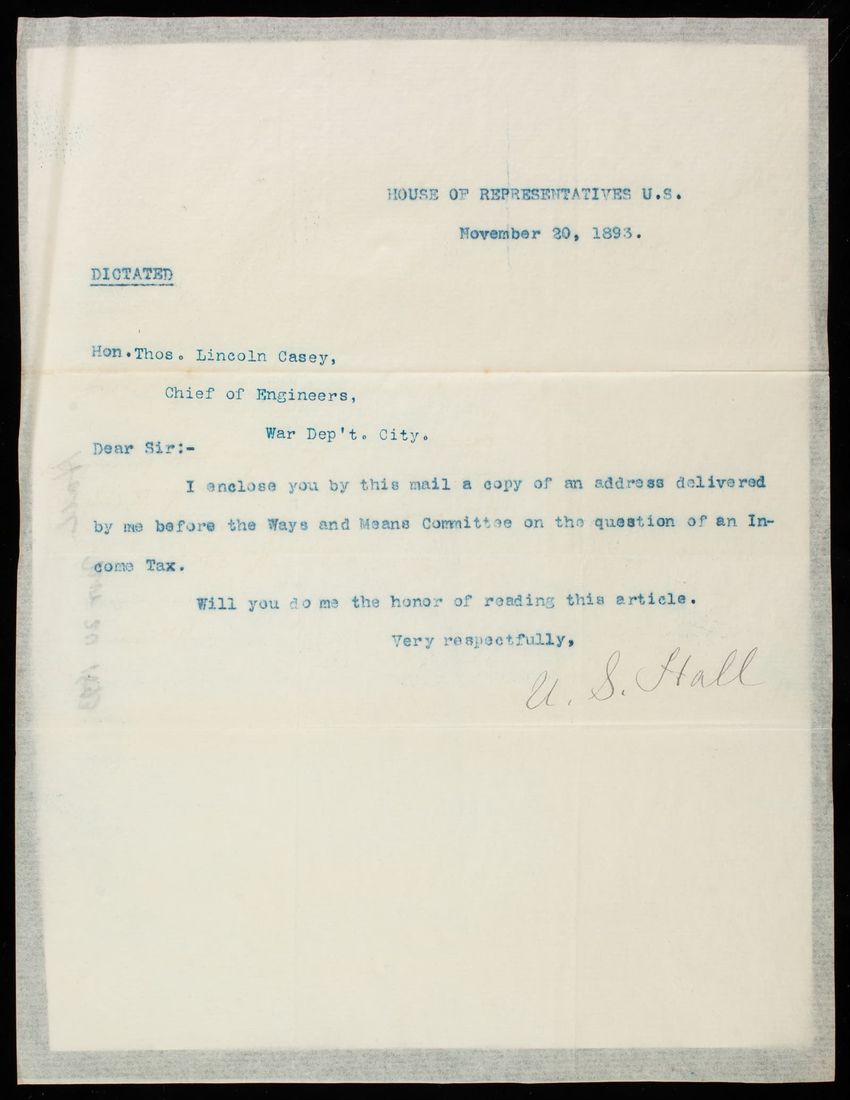 HOUSE OF REPRESENTATIVES U.S.
November 20, 1893.
DICTATED
Hon. Thos. Lincoln Casey,
Chief of Engineers,
War Dep't. City.
Dear Sir:-
I enclose you by this mail a copy of an address delivered
by me before the Ways and Means Committee on the question of an In-
come Tax.
Will you do me the honor of reading this article.
Very respectfully,
U. S. Hall